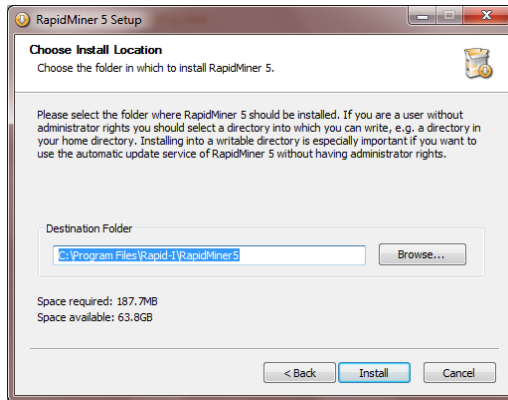 RapidMiner 5 Setup
Choose Install Location
Choose the folder in which to install RapidMiner 5.
Please select the folder where RapidMiner 5 should be installed. If you are a user without
administrator rights you should select a directory into which you can write, e.g. a directory in
your home directory. Installing into a writable directory is especially important if you want to
use the automatic update service of RapidMiner 5 without having administrator rights.
Destination Folder
C:\Program Files\Rapid-I\RapidMiner5
Browse...
Space required: 187.7MB
Space available: 63.8GB
< Back
Install
Cancel